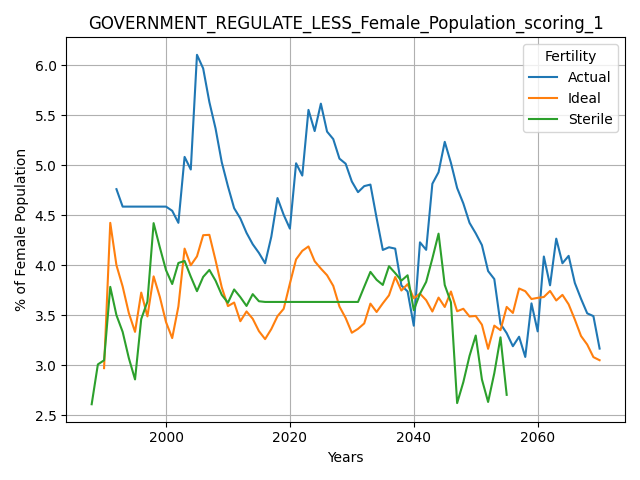 GOVERNMENT_REGULATE_LESS_Female_Population_scoring_1
Fertility
Actual
Ideal
Sterile
% of Female Population
6.0
5.5
5.0
4.5
4.0
3.5
3.0
2.5
2000 2020 2040 2060
Years